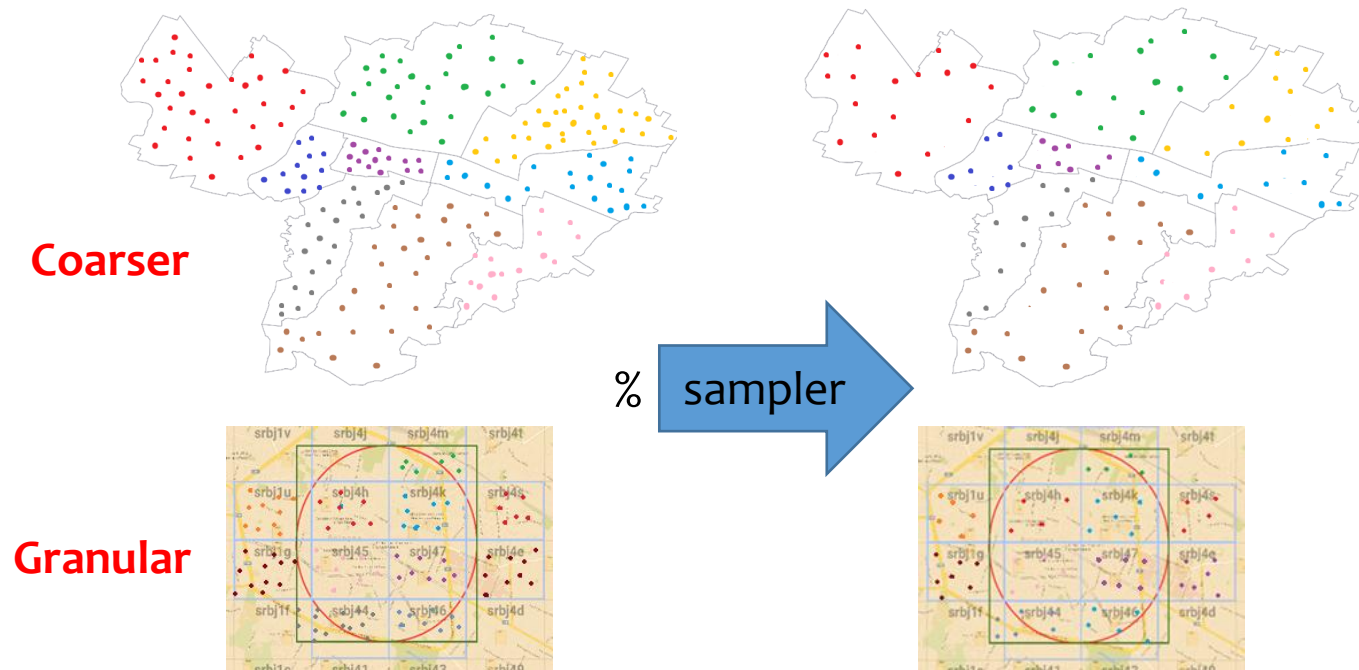 Coarser
% sampler
Granular
srbj1v srbj4j srbj4m srbj4t
srbj1u srbj4h srbj4k srbj4s
srbj1g srbj45 srbj47 srbj4e
srbj1f srbj44 srbj46 srbj4d
srbj1v srbj4j srbj4m srbj4t
srbj1u srbj4h srbj4k srbj4s
srbj1g srbj45 srbj47 srbj4e
srbj1f srbj44 srbj46 srbj4d